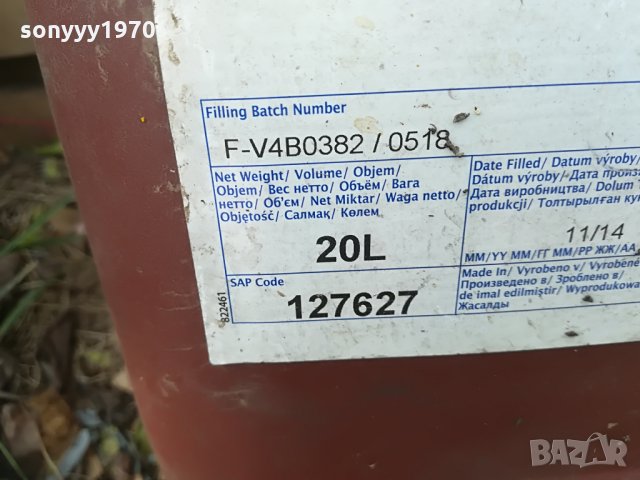 sonyyy1970
Filling Batch Number
F-V4B0382 / 0518
Net Weight/ Volume/ Objem/
Objem/ Вес нетто/ Объём/ Вага
нетто/ Об'єм/ Net Miktar/ Waga netto/
Objętość/ Салмақ/ Көлем
20L
Date Filled/ Datum výroby/
Dátum výroby/ Дата
Дата виробництва/ Dolum
produkcji/ Толтырылған
11/14
MM/YY MM/ГГ MM/PP ЖЖ/АА
SAP Code
127627
822461
Made In/ Vyrobeno v/ Vyrobené
Произведено в/ Зроблено в/
de imal edilmiştir/ Wyprodukowa
Жасалды
BAZAR